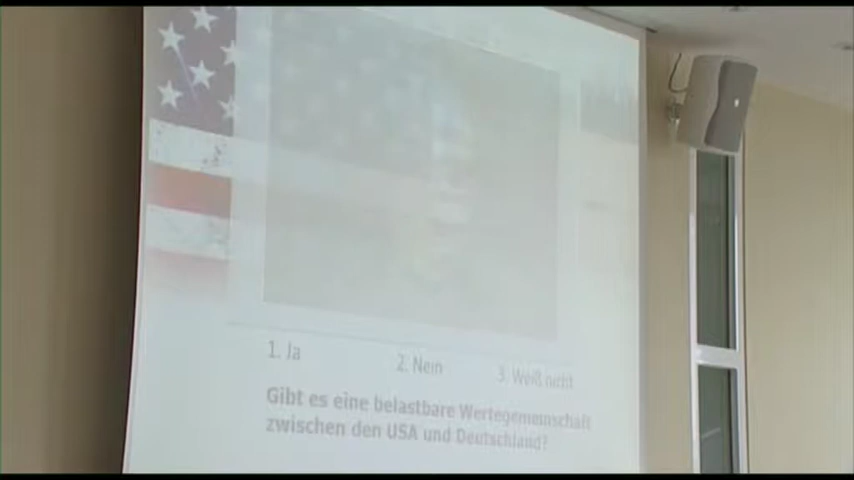 1. Ja
2. Nein
3. Weiß nicht
Gibt es eine belastbare Wertegemeinschaft
zwischen den USA und Deutschland?